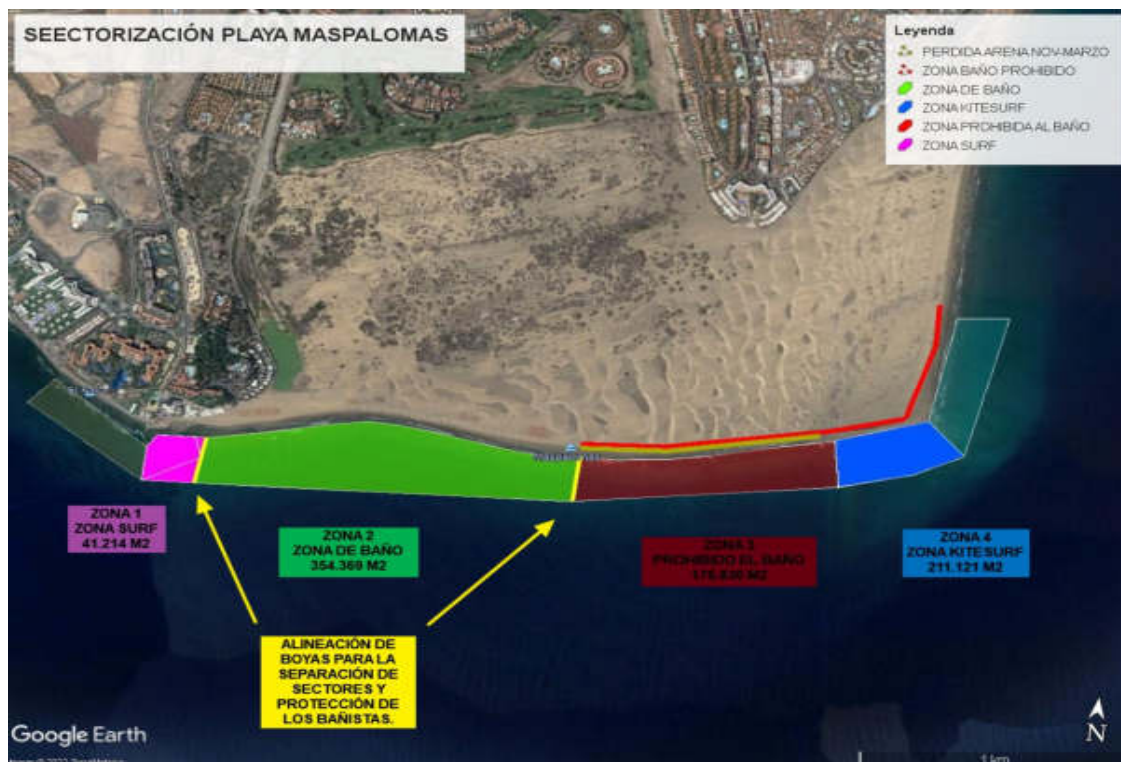 SEECTORIZACIÓN PLAYA MASPALOMAS
Leyenda
PERDIDA ARENA NOV-MARZO
ZONA BAÑO PROHIBIDO
ZONA DE BAÑO
ZONA KITESURF
ZONA PROHIBIDA AL BAÑO
ZONA SURF
ZONA 1
ZONA SURF
41.214 M2
ZONA 2
ZONA DE BAÑO
354.369 M2
ZONA 3
PROHIBIDO EL BAÑO
M2
ZONA 4
ZONA KITESURF
211.121 M2
ALINEACIÓN DE
BOYAS PARA LA
SEPARACIÓN DE
SECTORES Y
PROTECCIÓN DE
LOS BAÑISTAS.
Google Earth
N
1 km